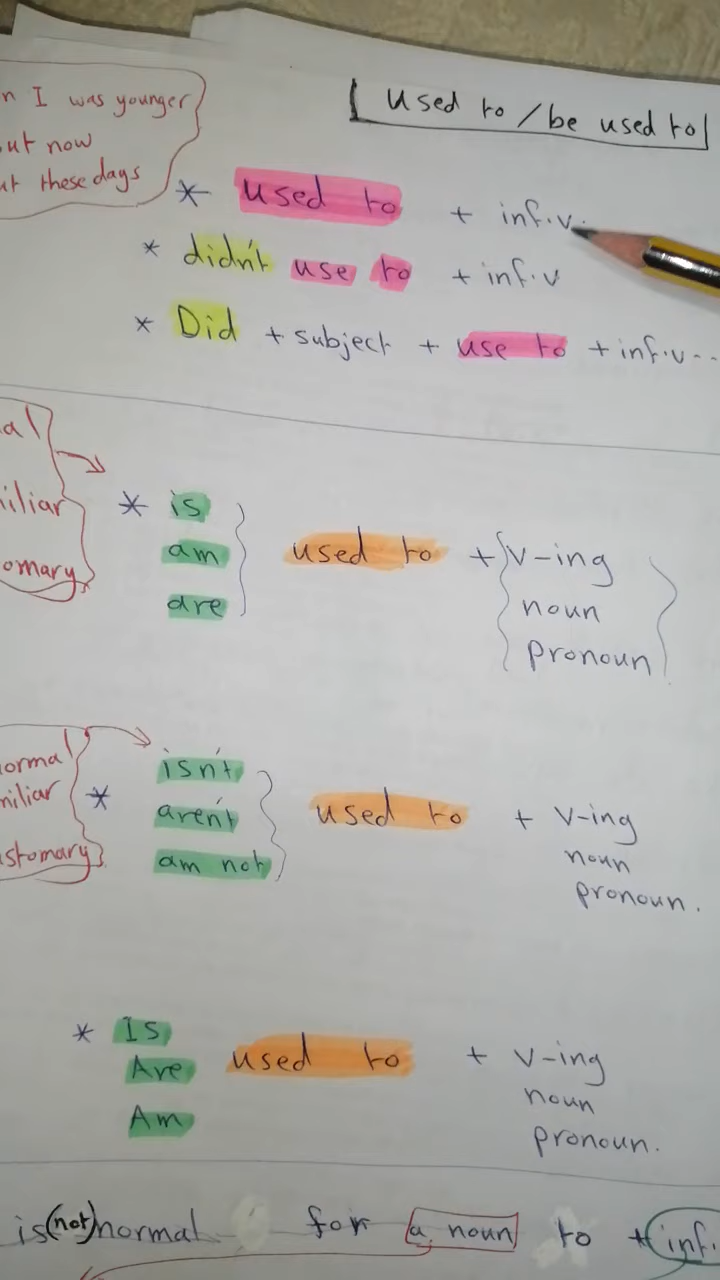 used to / be used to
n I was younger
ut now
ut these days
* used to + inf.v.
* didn't use to + inf.v
* Did + subject + use to + inf.v...
al
iliar
omary
* is
am
are
used to + v-ing
noun
pronoun
ormal
iliar
stomary
* isn't
aren't
am not
used to + v-ing
noun
pronoun.
* Is
Are
Am
used to + v-ing
noun
pronoun.
is (not) normal for a noun to + inf.